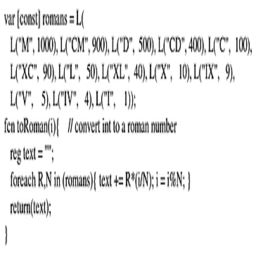 var [const] romans = L(
L("M", 1000), L("CM", 900), L("D", 500), L("CD", 400), L("C", 100),
L("XC", 90), L("L", 50), L("XL", 40), L("X", 10), L("IX", 9),
L("V", 5), L("IV", 4), L("I", 1));
fcn toRoman(i){ // convert int to a roman number
reg text = "";
foreach R,N in (romans){ text += R*(i/N); i = i%N; }
return(text);
}